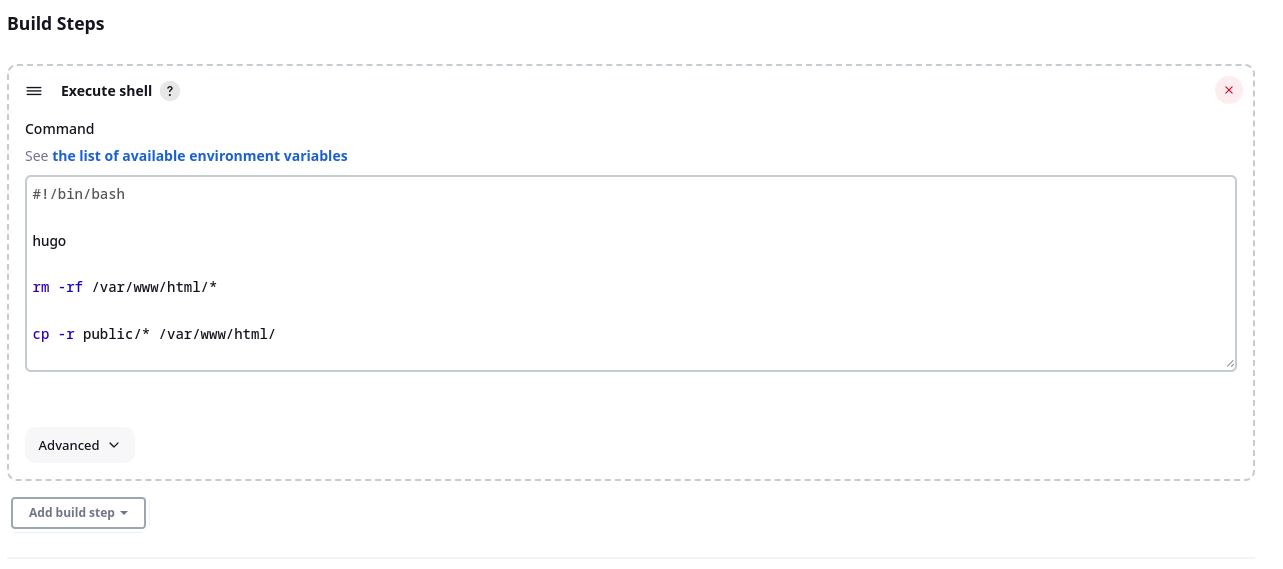 Build Steps
Execute shell ?
Command
See the list of available environment variables
#!/bin/bash
hugo
rm -rf /var/www/html/*
cp -r public/* /var/www/html/
Advanced
Add build step